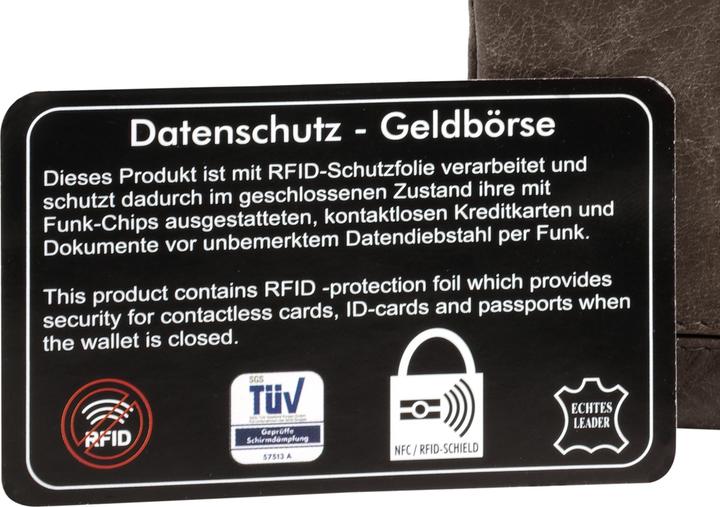 Datenschutz - Geldbörse
Dieses Produkt ist mit RFID-Schutzfolie verarbeitet und
schutzt dadurch im geschlossenen Zustand ihre mit
Funk-Chips ausgestatteten, kontaktlosen Kreditkarten und
Dokumente vor unbemerktem Datendiebstahl per Funk.
This product contains RFID -protection foil which provides
security for contactless cards, ID-cards and passports when
the wallet is closed.
RFID
SGS
TÜV
Geprüfte
Schirmdämpfung
57513 A
NFC / RFID-SHIELD
ECHTES
LEADER